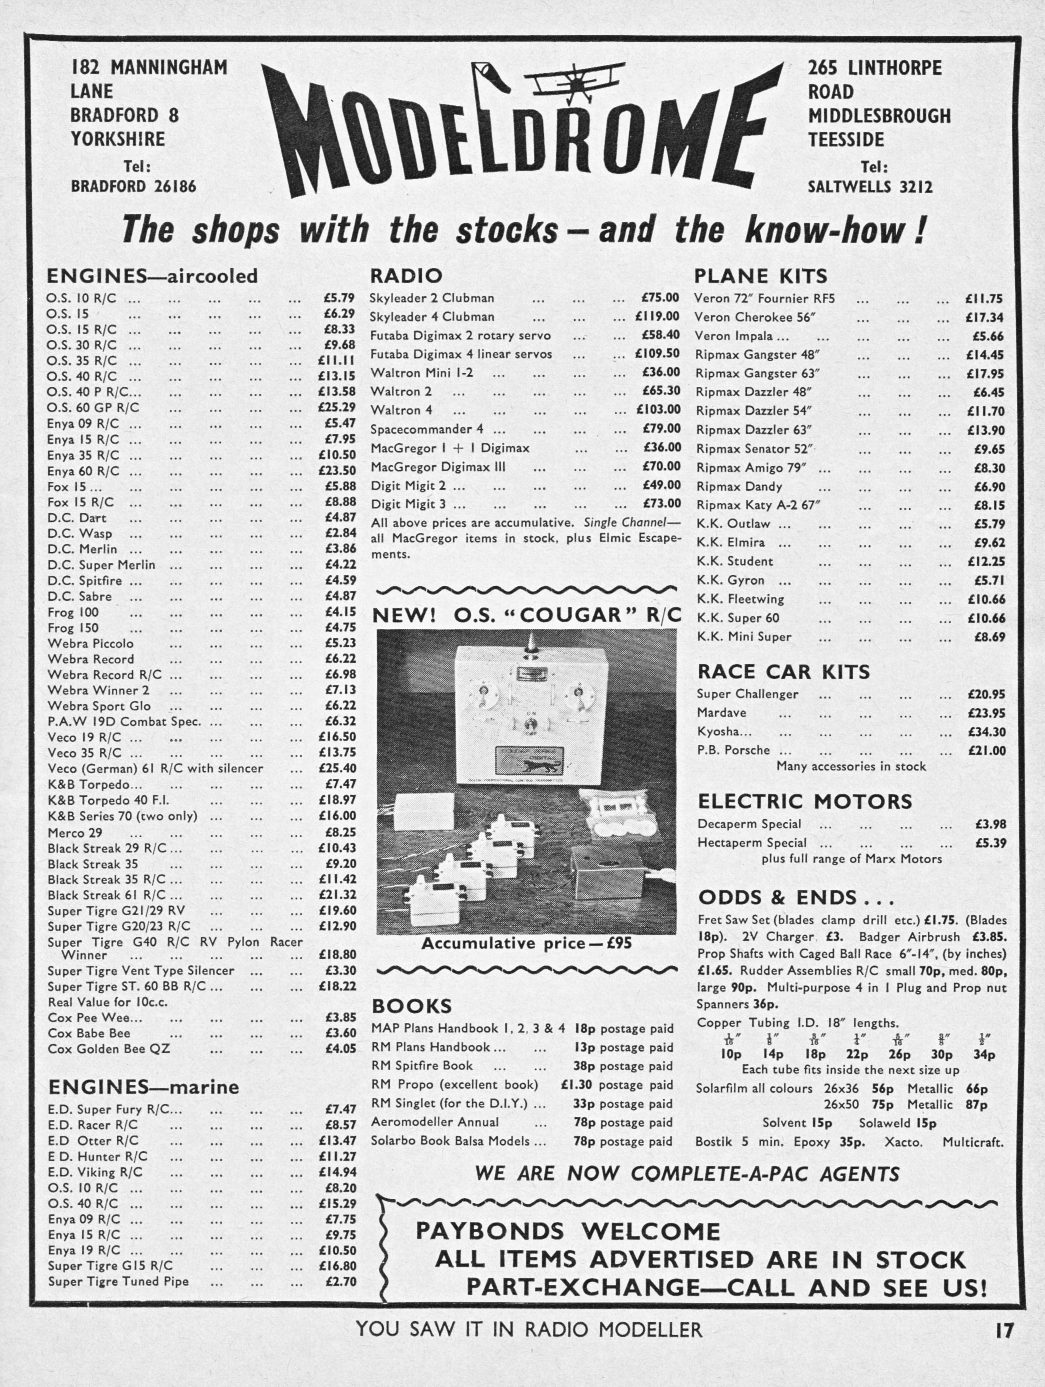 182 MANNINGHAM
LANE
BRADFORD 8
YORKSHIRE
Tel:
BRADFORD 26186
MODELDROME
265 LINTHORPE
ROAD
MIDDLESBROUGH
TEESSIDE
Tel:
SALTWELLS 3212
The shops with the stocks – and the know-how !
ENGINES—aircooled
O.S. 10 R/C ... ... ... ... ... £5.79
O.S. 15 ... ... ... ... ... £6.29
O.S. 15 R/C ... ... ... ... ... £8.33
O.S. 30 R/C ... ... ... ... ... £9.68
O.S. 35 R/C ... ... ... ... ... £11.11
O.S. 40 R/C ... ... ... ... ... £13.15
O.S. 40 P R/C... ... ... ... ... £13.58
O.S. 60 GP R/C ... ... ... ... £25.29
Enya 09 R/C ... ... ... ... ... £5.47
Enya 15 R/C ... ... ... ... ... £7.95
Enya 35 R/C ... ... ... ... ... £10.50
Enya 60 R/C ... ... ... ... ... £23.50
Fox 15 ... ... ... ... ... £5.88
Fox 15 R/C ... ... ... ... ... £8.88
D.C. Dart ... ... ... ... ... £4.87
D.C. Wasp ... ... ... ... ... £2.84
D.C. Merlin ... ... ... ... ... £3.86
D.C. Super Merlin ... ... ... ... £4.22
D.C. Spitfire ... ... ... ... ... £4.59
D.C. Sabre ... ... ... ... ... £4.87
Frog 100 ... ... ... ... ... £4.15
Frog 150 ... ... ... ... ... £4.75
Webra Piccolo ... ... ... ... £5.23
Webra Record ... ... ... ... £6.22
Webra Record R/C ... ... ... ... £6.98
Webra Winner 2 ... ... ... ... £7.13
Webra Sport Glo ... ... ... ... £6.22
P.A.W 19D Combat Spec. ... ... ... £6.32
Veco 19 R/C ... ... ... ... ... £16.50
Veco 35 R/C ... ... ... ... ... £13.75
Veco (German) 61 R/C with silencer ... £25.40
K&B Torpedo... ... ... ... ... £7.47
K&B Torpedo 40 F.I. ... ... ... £18.97
K&B Series 70 (two only) ... ... ... £16.00
Merco 29 ... ... ... ... ... £8.25
Black Streak 29 R/C ... ... ... ... £10.43
Black Streak 35 ... ... ... ... £9.20
Black Streak 35 R/C ... ... ... ... £11.42
Black Streak 61 R/C ... ... ... ... £21.32
Super Tigre G21/29 RV ... ... ... £19.60
Super Tigre G20/23 R/C ... ... ... £12.90
Super Tigre G40 R/C RV Pylon Racer
Winner ... ... ... ... ... £18.80
Super Tigre Vent Type Silencer ... ... £3.30
Super Tigre ST. 60 BB R/C ... ... ... £18.22
Real Value for 10c.c.
Cox Pee Wee... ... ... ... ... £3.85
Cox Babe Bee ... ... ... ... £3.60
Cox Golden Bee QZ ... ... ... £4.05
ENGINES—marine
E.D. Super Fury R/C... ... ... ... £7.47
E.D. Racer R/C ... ... ... ... £8.57
E.D Otter R/C ... ... ... ... £13.47
E D. Hunter R/C ... ... ... ... £11.27
E.D. Viking R/C ... ... ... ... £14.94
O.S. 10 R/C ... ... ... ... ... £8.20
O.S. 40 R/C ... ... ... ... ... £15.29
Enya 09 R/C ... ... ... ... ... £7.75
Enya 15 R/C ... ... ... ... ... £9.75
Enya 19 R/C ... ... ... ... ... £10.50
Super Tigre G15 R/C ... ... ... £16.80
Super Tigre Tuned Pipe ... ... ... £2.70
RADIO
Skyleader 2 Clubman ... ... ... £75.00
Skyleader 4 Clubman ... ... ... £119.00
Futaba Digimax 2 rotary servo ... ... £58.40
Futaba Digimax 4 linear servos ... ... £109.50
Waltron Mini 1-2 ... ... ... ... £36.00
Waltron 2 ... ... ... ... ... £65.30
Waltron 4 ... ... ... ... ... £103.00
Spacecommander 4 ... ... ... ... £79.00
MacGregor 1 + 1 Digimax ... ... £36.00
MacGregor Digimax III ... ... ... £70.00
Digit Migit 2 ... ... ... ... ... £49.00
Digit Migit 3 ... ... ... ... ... £73.00
All above prices are accumulative. Single Channel—
all MacGregor items in stock, plus Elmic Escape-
ments.
NEW! O.S. "COUGAR" R/C
Accumulative price — £95
BOOKS
MAP Plans Handbook 1, 2, 3 & 4 18p postage paid
RM Plans Handbook ... ... 13p postage paid
RM Spitfire Book ... ... 38p postage paid
RM Propo (excellent book) £1.30 postage paid
RM Singlet (for the D.I.Y.) ... 33p postage paid
Aeromodeller Annual ... 78p postage paid
Solarbo Book Balsa Models ... 78p postage paid
PLANE KITS
Veron 72" Fournier RF5 ... ... ... £11.75
Veron Cherokee 56" ... ... ... £17.34
Veron Impala ... ... ... ... ... £5.66
Ripmax Gangster 48" ... ... ... £14.45
Ripmax Gangster 63" ... ... ... £17.95
Ripmax Dazzler 48" ... ... ... £6.45
Ripmax Dazzler 54" ... ... ... £11.70
Ripmax Dazzler 63" ... ... ... £13.90
Ripmax Senator 52" ... ... ... £9.65
Ripmax Amigo 79" ... ... ... ... £8.30
Ripmax Dandy ... ... ... ... £6.90
Ripmax Katy A-2 67" ... ... ... £8.15
K.K. Outlaw ... ... ... ... ... £5.79
K.K. Elmira ... ... ... ... ... £9.62
K.K. Student ... ... ... ... £12.25
K.K. Gyron ... ... ... ... ... £5.71
K.K. Fleetwing ... ... ... ... £10.66
K.K. Super 60 ... ... ... ... £10.66
K.K. Mini Super ... ... ... ... £8.69
RACE CAR KITS
Super Challenger ... ... ... ... £20.95
Mardave ... ... ... ... ... £23.95
Kyosha... ... ... ... ... ... £34.30
P.B. Porsche ... ... ... ... ... £21.00
Many accessories in stock
ELECTRIC MOTORS
Decaperm Special ... ... ... ... £3.98
Hectaperm Special ... ... ... ... £5.39
plus full range of Marx Motors
ODDS & ENDS . . .
Fret Saw Set (blades clamp drill etc.) £1.75. (Blades
18p). 2V Charger £3. Badger Airbrush £3.85.
Prop Shafts with Caged Ball Race 6"-14", (by inches)
£1.65. Rudder Assemblies R/C small 70p, med. 80p,
large 90p. Multi-purpose 4 in 1 Plug and Prop nut
Spanners 36p.
Copper Tubing I.D. 18" lengths.
1/16" 1/8" 3/16" 1/4" 5/16" 3/8" 1/2"
10p 14p 18p 22p 26p 30p 34p
Each tube fits inside the next size up
Solarfilm all colours 26x36 56p Metallic 66p
26x50 75p Metallic 87p
Solvent 15p Solaweld 15p
Bostik 5 min. Epoxy 35p. Xacto. Multicraft.
WE ARE NOW COMPLETE-A-PAC AGENTS
PAYBONDS WELCOME
ALL ITEMS ADVERTISED ARE IN STOCK
PART-EXCHANGE—CALL AND SEE US!
YOU SAW IT IN RADIO MODELLER
17